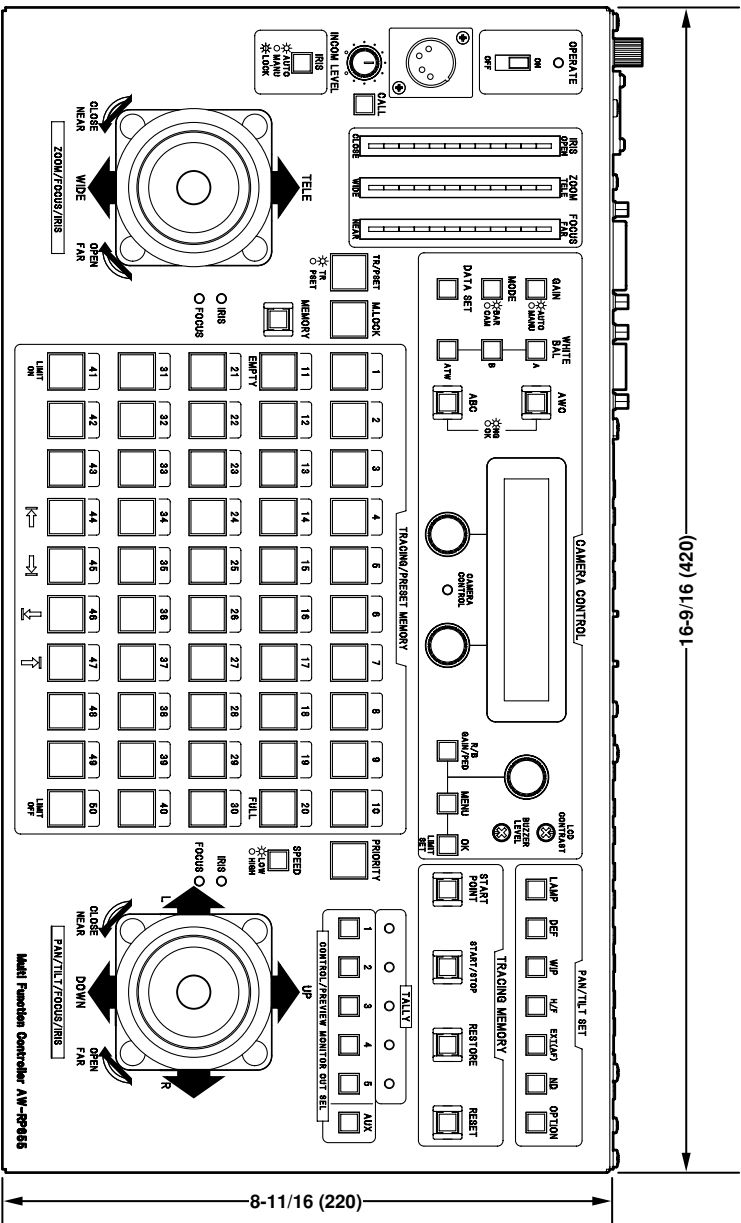 16-9/16 (420)
8-11/16 (220)
OPERATE
ON
OFF
INCOM LEVEL
CALL
IRIS
AUTO
MANU
LOCK
IRIS
OPEN
CLOSE
ZOOM
TELE
WIDE
FOCUS
FAR
NEAR
CAMERA CONTROL
GAIN
AUTO
MANU
MODE
BAR
CAM
DATA SET
WHITE
BAL
A
B
ATW
AWC
ABC
NG
OK
CAMERA
CONTROL
R/B
GAIN/PED
MENU
OK
LIMIT
SET
LCD
CONTRAST
BUZZER
LEVEL
PAN/TILT SET
LAMP
DEF
WIP
H/F
EXT(AF)
ND
OPTION
TRACING MEMORY
START
POINT
START/STOP
RESTORE
RESET
TALLY
1 2 3 4 5 AUX
CONTROL/PREVIEW MONITOR OUT SEL
TR/PSET
TR
PSET
M.LOCK
MEMORY
IRIS
FOCUS
TRACING/PRESET MEMORY
1 2 3 4 5 6 7 8 9 10
11 12 13 14 15 16 17 18 19 20
EMPTY
FULL
21 22 23 24 25 26 27 28 29 30
31 32 33 34 35 36 37 38 39 40
41 42 43 44 45 46 47 48 49 50
LIMIT
ON
LIMIT
OFF
PRIORITY
SPEED
LOW
HIGH
IRIS
FOCUS
TELE
WIDE
CLOSE
NEAR
OPEN
FAR
ZOOM/FOCUS/IRIS
UP
DOWN
L
R
CLOSE
NEAR
OPEN
FAR
PAN/TILT/FOCUS/IRIS
Multi Function Controller AW-RP655